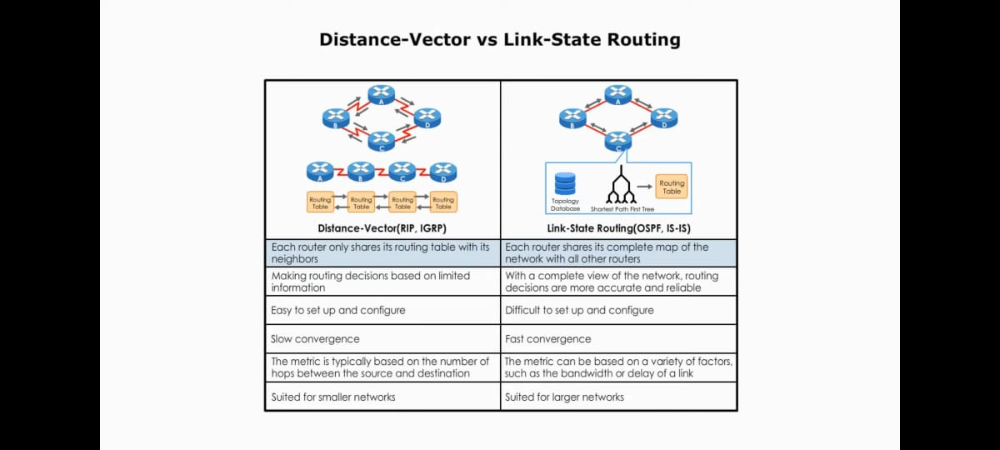 Distance-Vector vs Link-State Routing
A
B
D
C
A
B
C
D
Routing
Table
Routing
Table
Routing
Table
Routing
Table
Distance-Vector(RIP, IGRP)
A
B
D
C
Topology
Database
Shortest Path First Tree
Routing
Table
Link-State Routing(OSPF, IS-IS)
Each router only shares its routing table with its
neighbors
Each router shares its complete map of the
network with all other routers
Making routing decisions based on limited
information
With a complete view of the network, routing
decisions are more accurate and reliable
Easy to set up and configure
Difficult to set up and configure
Slow convergence
Fast convergence
The metric is typically based on the number of
hops between the source and destination
The metric can be based on a variety of factors,
such as the bandwidth or delay of a link
Suited for smaller networks
Suited for larger networks